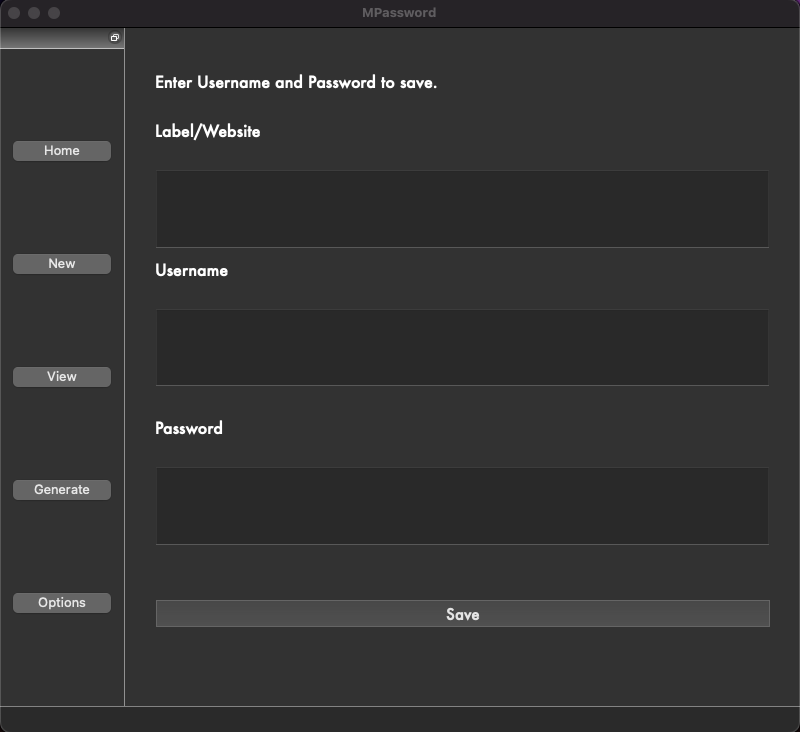 MPassword
Home
New
View
Generate
Options
Enter Username and Password to save.
Label/Website
Username
Password
Save